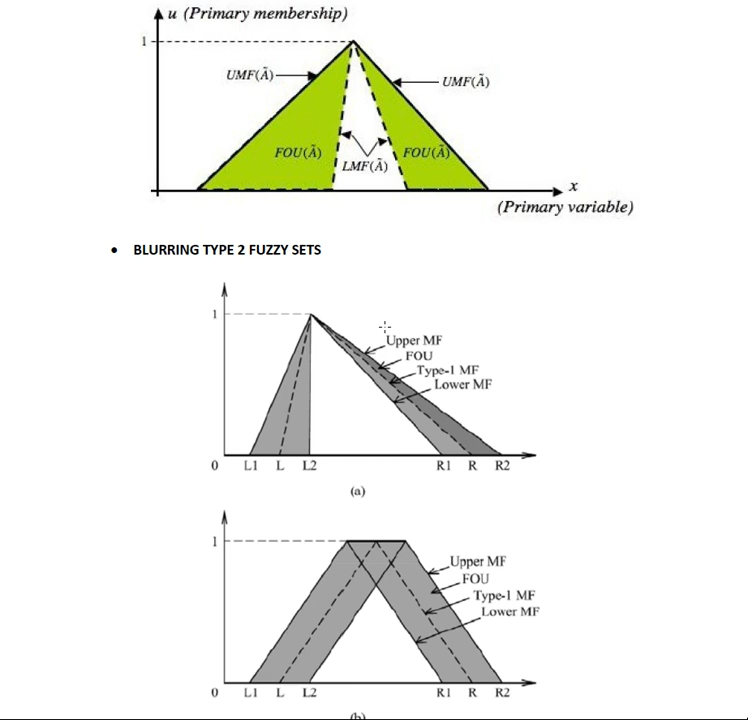 u (Primary membership)
1
UMF(Ã)
UMF(Ã)
FOU(Ã)
LMF(Ã)
FOU(Ã)
x
(Primary variable)
• BLURRING TYPE 2 FUZZY SETS
1
Upper MF
FOU
Type-1 MF
Lower MF
0 L1 L L2 R1 R R2
(a)
1
Upper MF
FOU
Type-1 MF
Lower MF
0 L1 L L2 R1 R R2
(b)